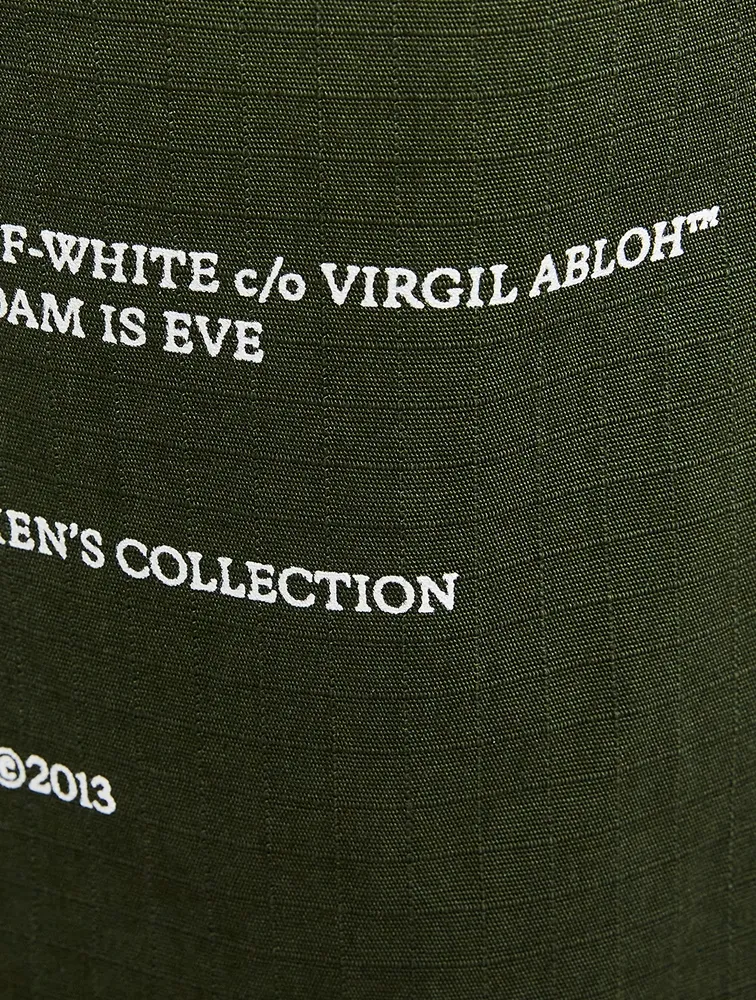 F-WHITE c/o VIRGIL ABLOH™
DAM IS EVE
EN'S COLLECTION
©2013